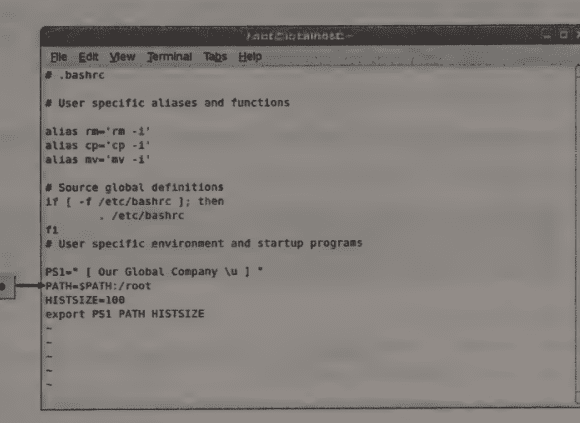 File Edit View Terminal Tabs Help
# .bashrc
# User specific aliases and functions
alias rm='rm -i'
alias cp='cp -i'
alias mv='mv -i'
# Source global definitions
if [ -f /etc/bashrc ]; then
. /etc/bashrc
fi
# User specific environment and startup programs
PS1=" [ Our Global Company \u ] "
PATH=$PATH:/root
HISTSIZE=100
export PS1 PATH HISTSIZE
~
~
~
~
~